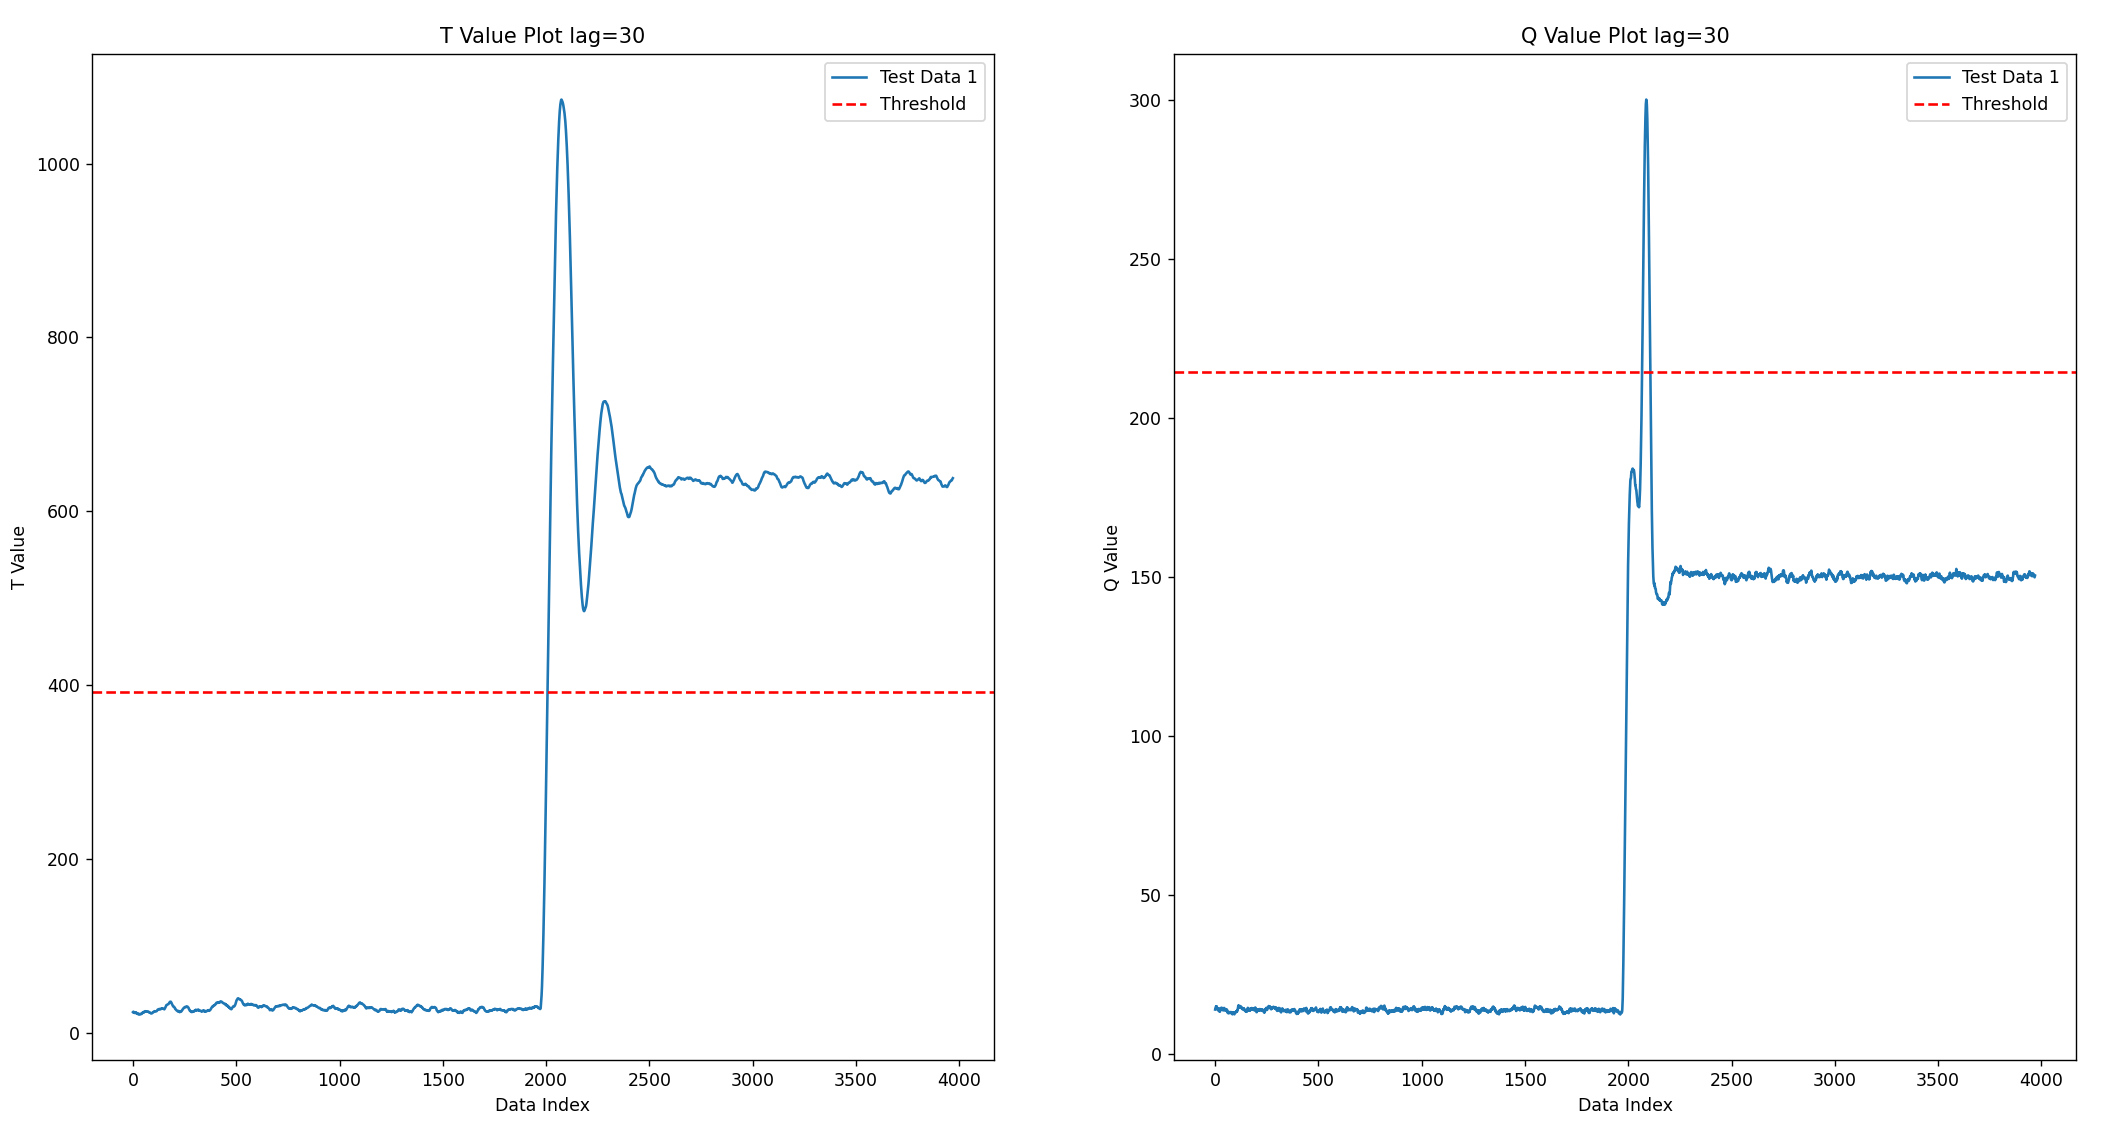 T Value Plot lag=30
Test Data 1
Threshold
1000
800
600
400
200
0
T Value
0 500 1000 1500 2000 2500 3000 3500 4000
Data Index
Q Value Plot lag=30
Test Data 1
Threshold
300
250
200
150
100
50
0
Q Value
0 500 1000 1500 2000 2500 3000 3500 4000
Data Index